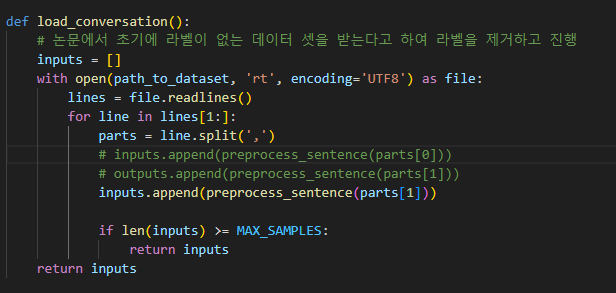 def load_conversation():
    # 논문에서 초기에 라벨이 없는 데이터 셋을 받는다고 하여 라벨을 제거하고 진행
    inputs = []
    with open(path_to_dataset, 'rt', encoding='UTF8') as file:
        lines = file.readlines()
        for line in lines[1:]:
            parts = line.split(',')
            # inputs.append(preprocess_sentence(parts[0]))
            # outputs.append(preprocess_sentence(parts[1]))
            inputs.append(preprocess_sentence(parts[1]))

            if len(inputs) >= MAX_SAMPLES:
                return inputs
    return inputs